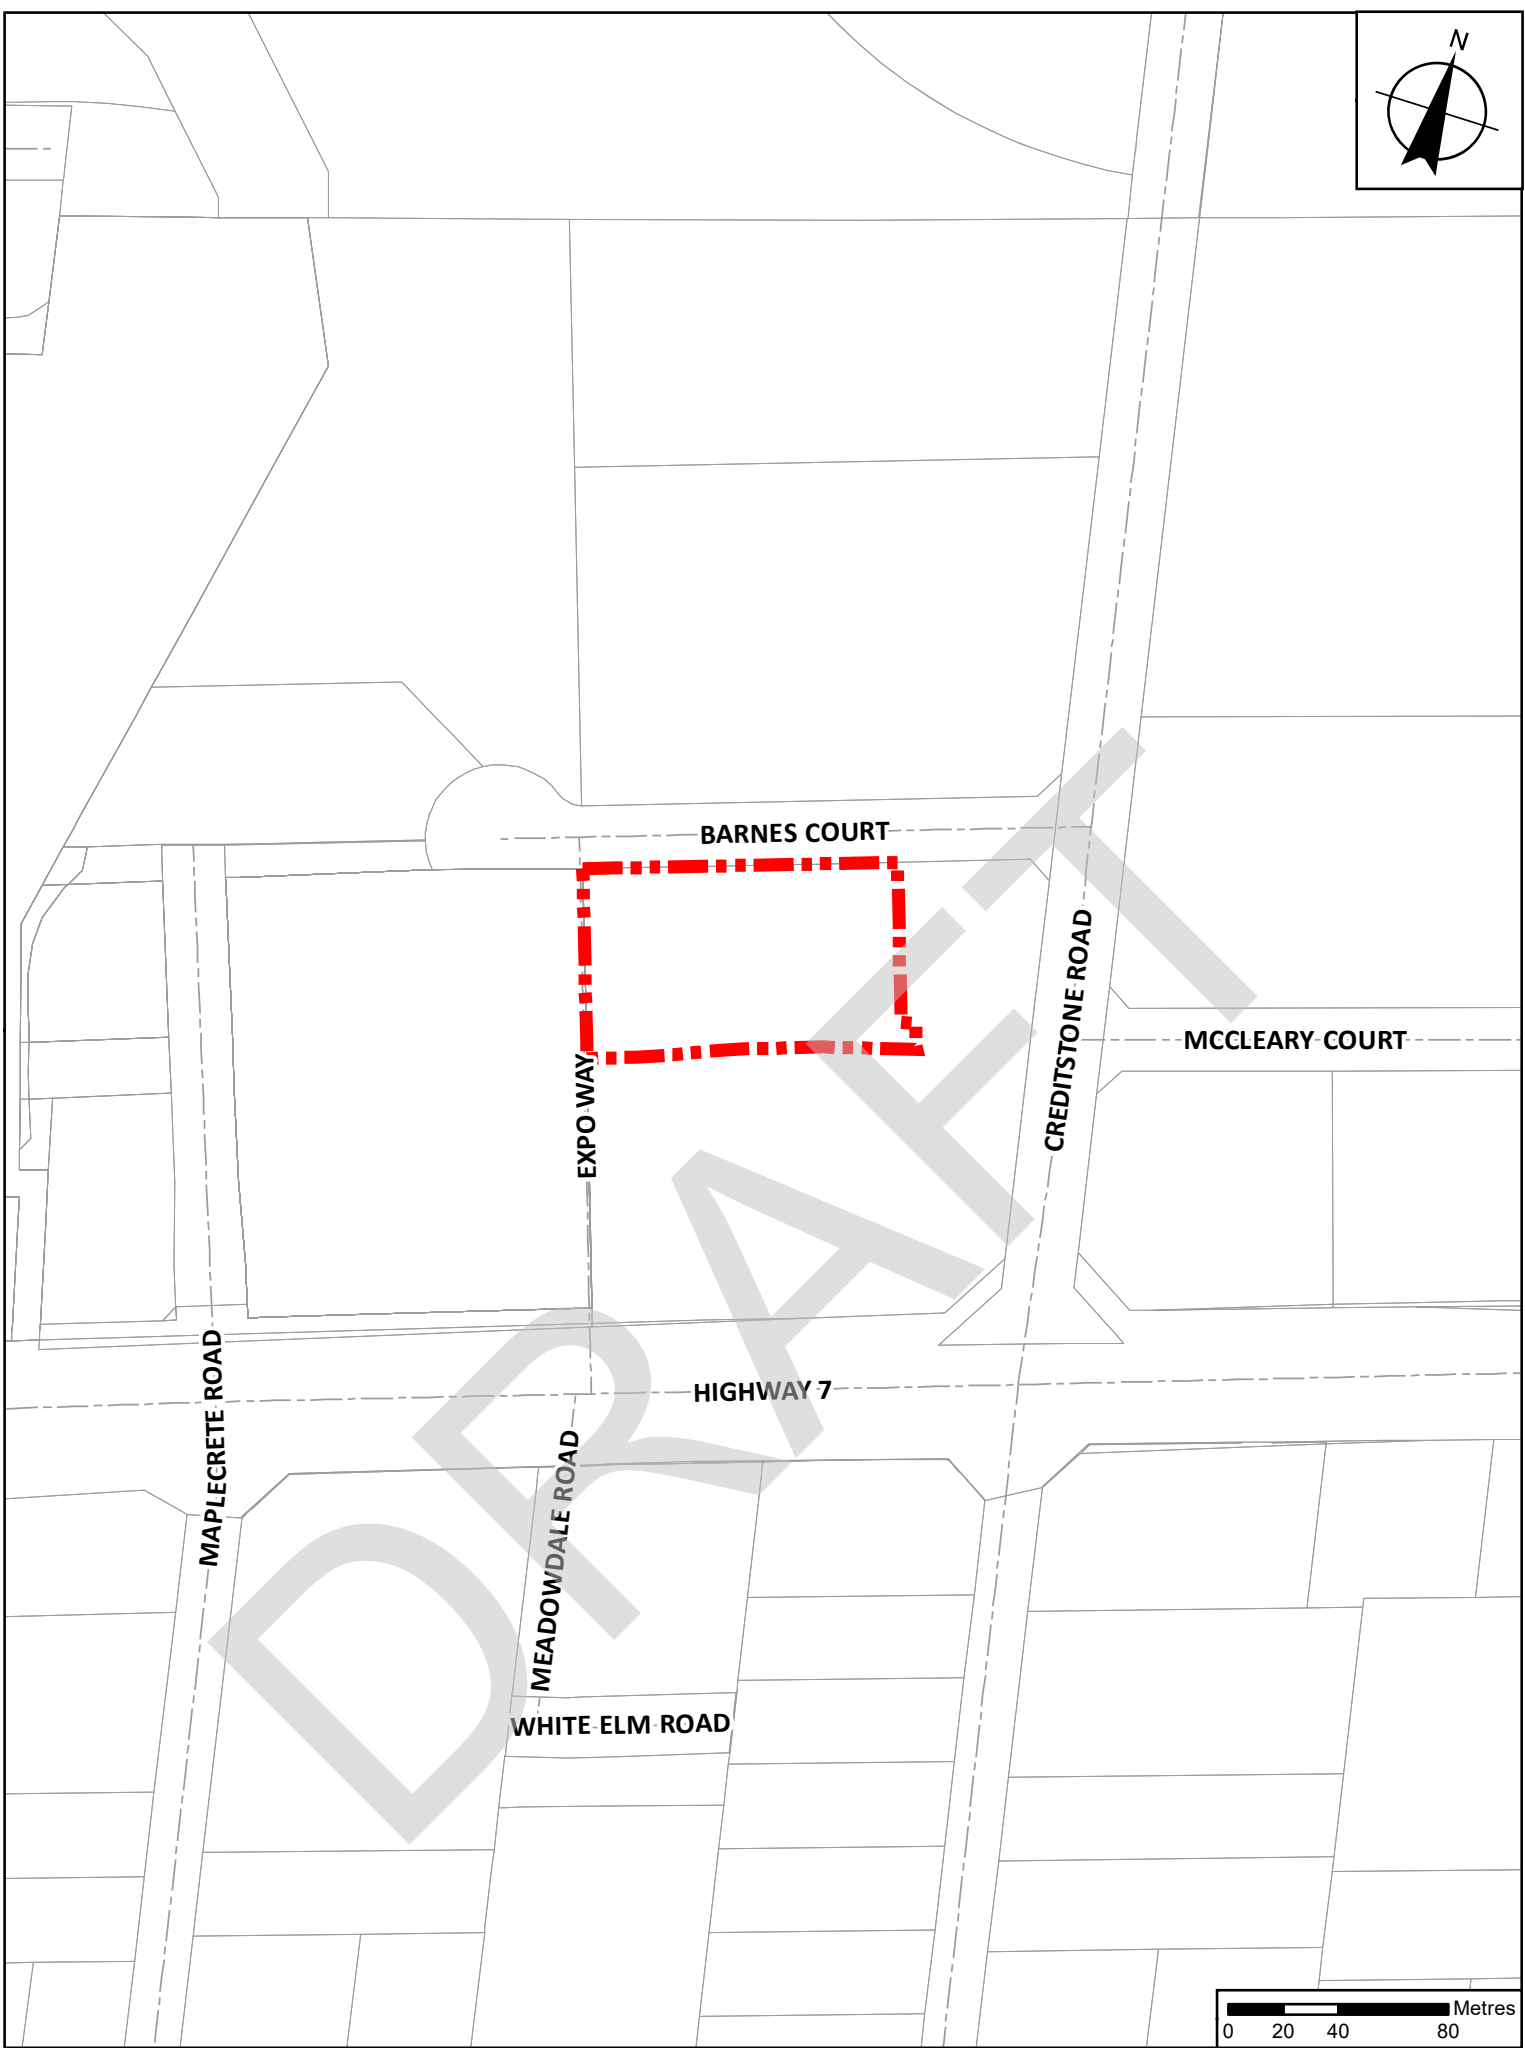 N
BARNES COURT
CREDITSTONE ROAD
MCCLEARY COURT
EXPO WAY
HIGHWAY 7
MAPLECRETE ROAD
MEADOWDALE ROAD
WHITE ELM ROAD
DRAFT
Metres
0 20 40 80